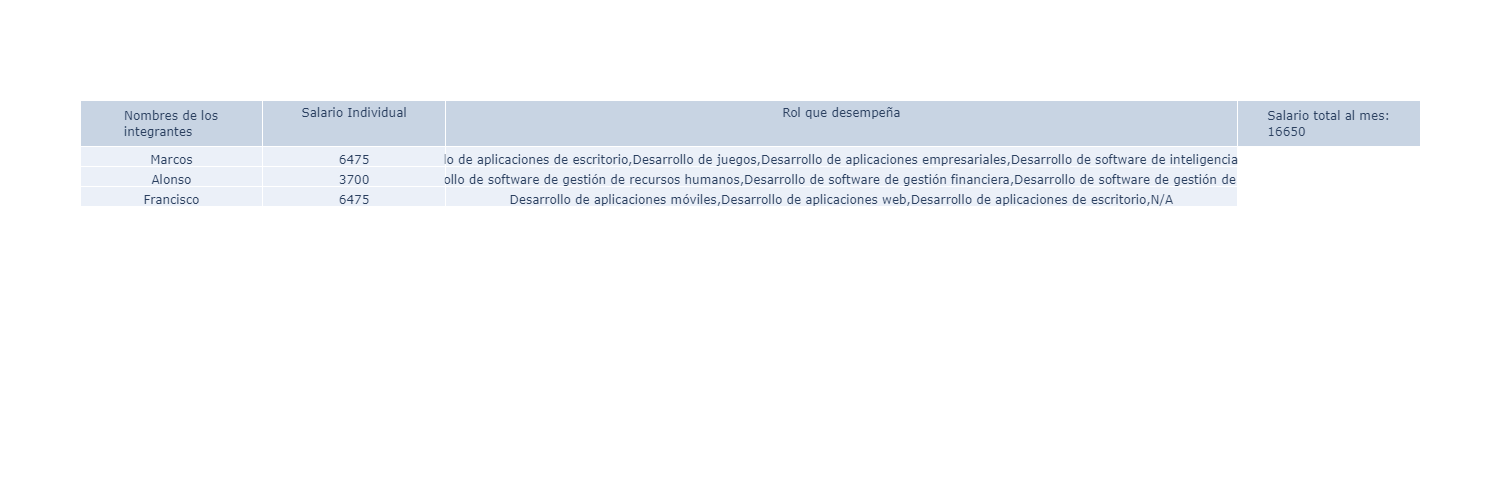 Nombres de los
integrantes
Salario Individual
Rol que desempeña
Salario total al mes:
16650
Marcos
6475
de aplicaciones de escritorio,Desarrollo de juegos,Desarrollo de aplicaciones empresariales,Desarrollo de software de inteligencia
Alonso
3700
de software de gestión de recursos humanos,Desarrollo de software de gestión financiera,Desarrollo de software de gestión de
Francisco
6475
Desarrollo de aplicaciones móviles,Desarrollo de aplicaciones web,Desarrollo de aplicaciones de escritorio,N/A